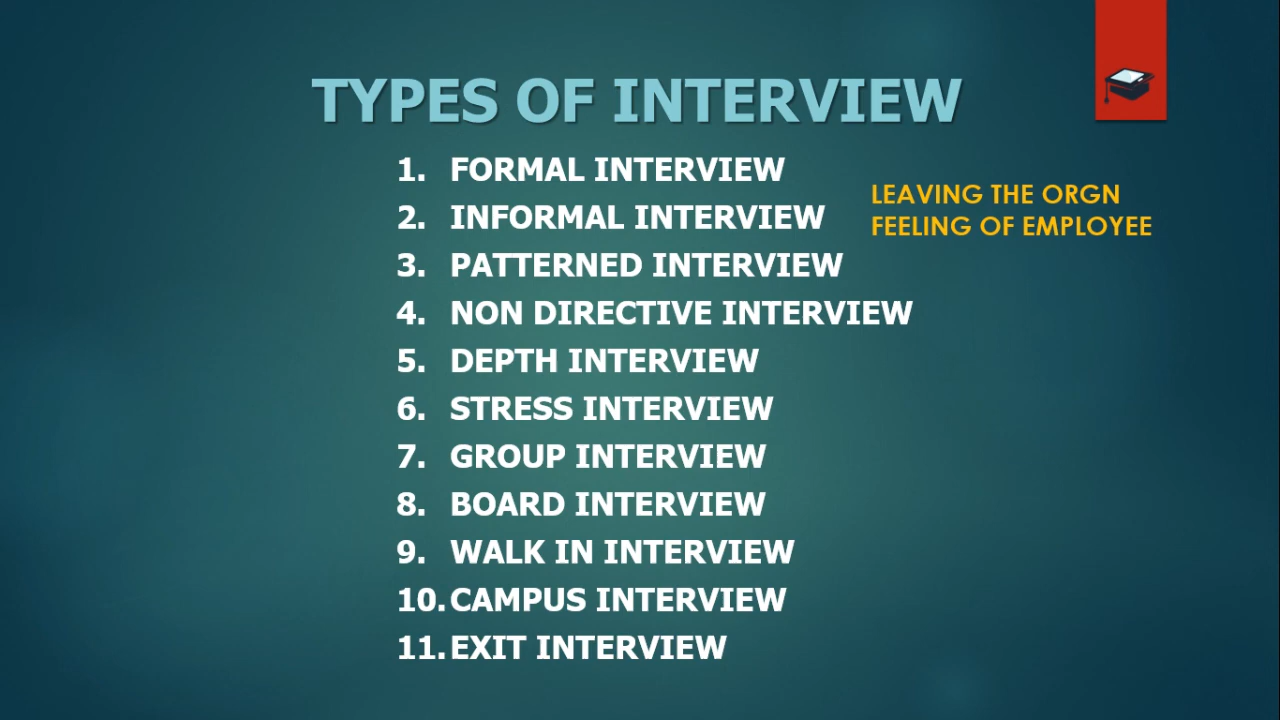 TYPES OF INTERVIEW
1. FORMAL INTERVIEW
2. INFORMAL INTERVIEW
3. PATTERNED INTERVIEW
4. NON DIRECTIVE INTERVIEW
5. DEPTH INTERVIEW
6. STRESS INTERVIEW
7. GROUP INTERVIEW
8. BOARD INTERVIEW
9. WALK IN INTERVIEW
10. CAMPUS INTERVIEW
11. EXIT INTERVIEW
LEAVING THE ORGN
FEELING OF EMPLOYEE